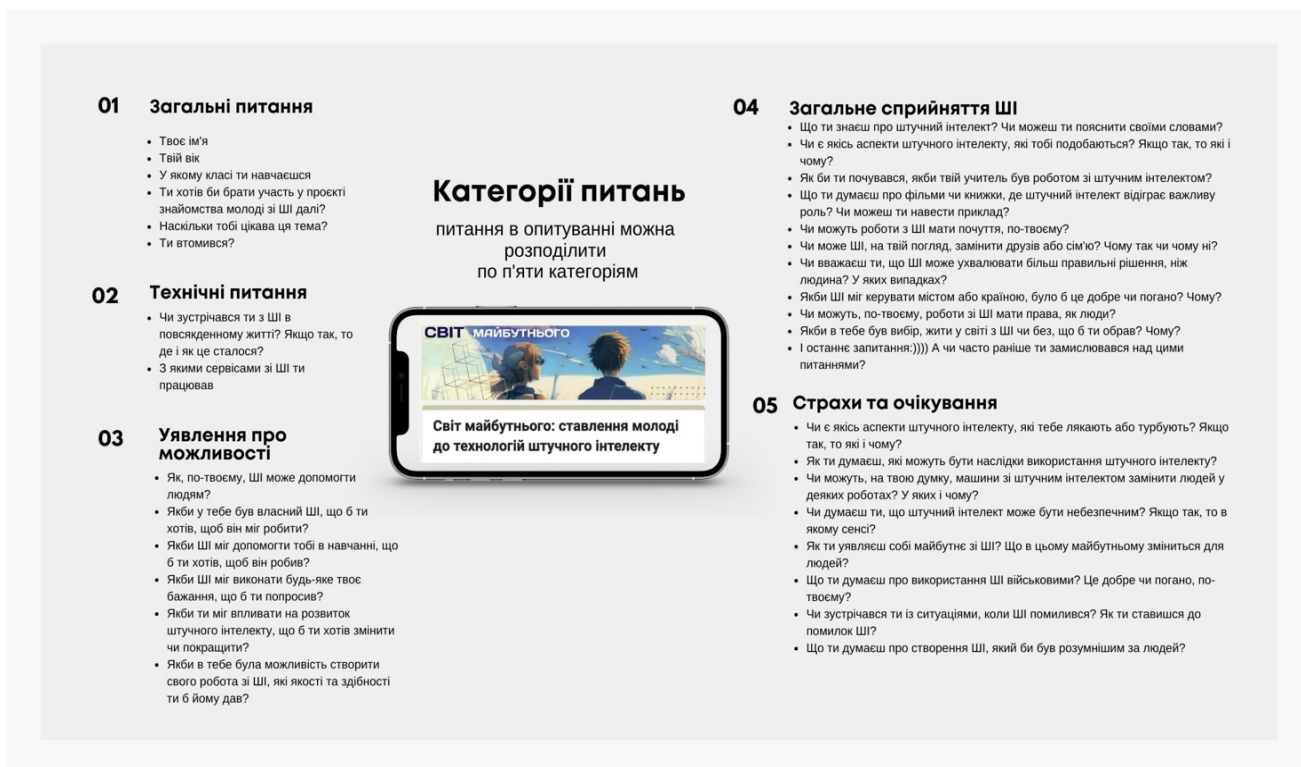 01 Загальні питання
Твоє ім'я
Твій вік
У якому класі ти навчаєшся
Ти хотів би брати участь у проєкті
знайомства молоді зі ШІ далі?
Наскільки тобі цікава ця тема?
Ти втомився?
02 Технічні питання
Чи зустрічався ти з ШІ в
повсякденному житті? Якщо так, то
де і як це сталося?
З якими сервісами зі ШІ ти
працював
03 Уявлення про
можливості
Як, по-твоєму, ШІ може допомогти
людям?
Якби у тебе був власний ШІ, що б ти
хотів, щоб він міг робити?
Якби ШІ міг допомогти тобі в навчанні, що
б ти хотів, щоб він робив?
Якби ШІ міг виконати будь-яке твоє
бажання, що б ти попросив?
Якби ти міг впливати на розвиток
штучного інтелекту, що б ти хотів змінити
чи покращити?
Якби в тебе була можливість створити
свого робота зі ШІ, які якості та здібності
ти б йому дав?
Категорії питань
питання в опитуванні можна
розподілити
по п'яти категоріям
СВІТ МАЙБУТНЬОГО
Світ майбутнього: ставлення молоді
до технологій штучного інтелекту
04 Загальне сприйняття ШІ
Що ти знаєш про штучний інтелект? Чи можеш ти пояснити своїми словами?
Чи є якісь аспекти штучного інтелекту, які тобі подобаються? Якщо так, то які і
чому?
Як би ти почувався, якби твій учитель був роботом зі штучним інтелектом?
Що ти думаєш про фільми чи книжки, де штучний інтелект відіграє важливу
роль? Чи можеш ти навести приклад?
Чи можуть роботи з ШІ мати почуття, по-твоєму?
Чи може ШІ, на твій погляд, замінити друзів або сім'ю? Чому так чи чому ні?
Чи вважаєш ти, що ШІ може ухвалювати більш правильні рішення, ніж
людина? У яких випадках?
Якби ШІ міг керувати містом або країною, було б це добре чи погано? Чому?
Чи можуть, по-твоєму, роботи зі ШІ мати права, як люди?
Якби в тебе був вибір, жити у світі з ШІ чи без, що б ти обрав? Чому?
І останнє запитання:)))) А чи часто раніше ти замислювався над цими
питаннями?
05 Страхи та очікування
Чи є якісь аспекти штучного інтелекту, які тебе лякають або турбують? Якщо
так, то які і чому?
Як ти думаєш, які можуть бути наслідки використання штучного інтелекту?
Чи можуть, на твою думку, машини зі штучним інтелектом замінити людей у
деяких роботах? У яких і чому?
Чи думаєш ти, що штучний інтелект може бути небезпечним? Якщо так, то в
якому сенсі?
Як ти уявляєш собі майбутнє зі ШІ? Що в цьому майбутньому зміниться для
людей?
Що ти думаєш про використання ШІ військовими? Це добре чи погано, по-
твоєму?
Чи зустрічався ти із ситуаціями, коли ШІ помилився? Як ти ставишся до
помилок ШІ?
Що ти думаєш про створення ШІ, який би був розумнішим за людей?